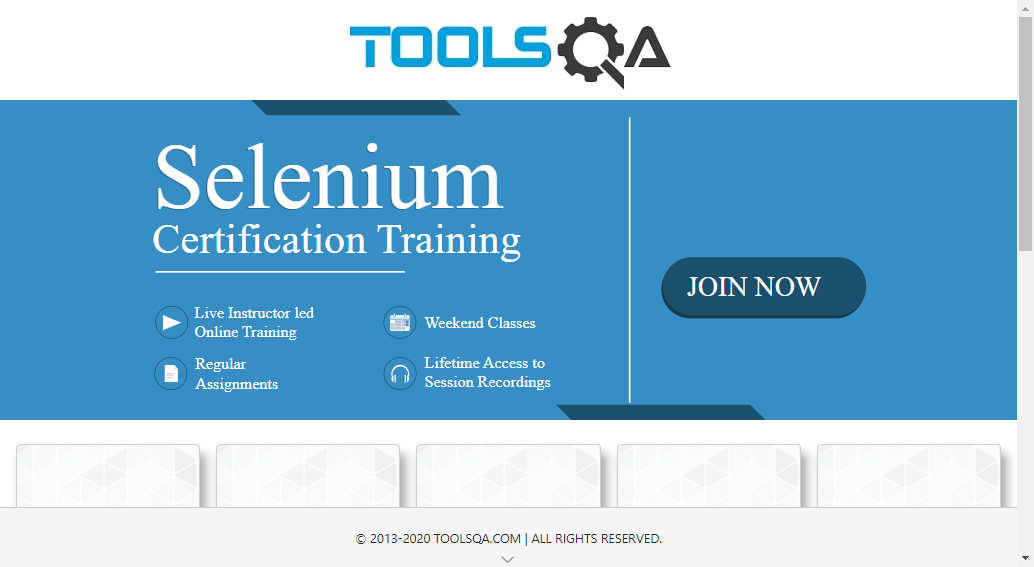 TOOLSQA
Selenium
Certification Training
Live Instructor led
Online Training
Weekend Classes
Regular
Assignments
Lifetime Access to
Session Recordings
JOIN NOW
© 2013-2020 TOOLSQA.COM | ALL RIGHTS RESERVED.